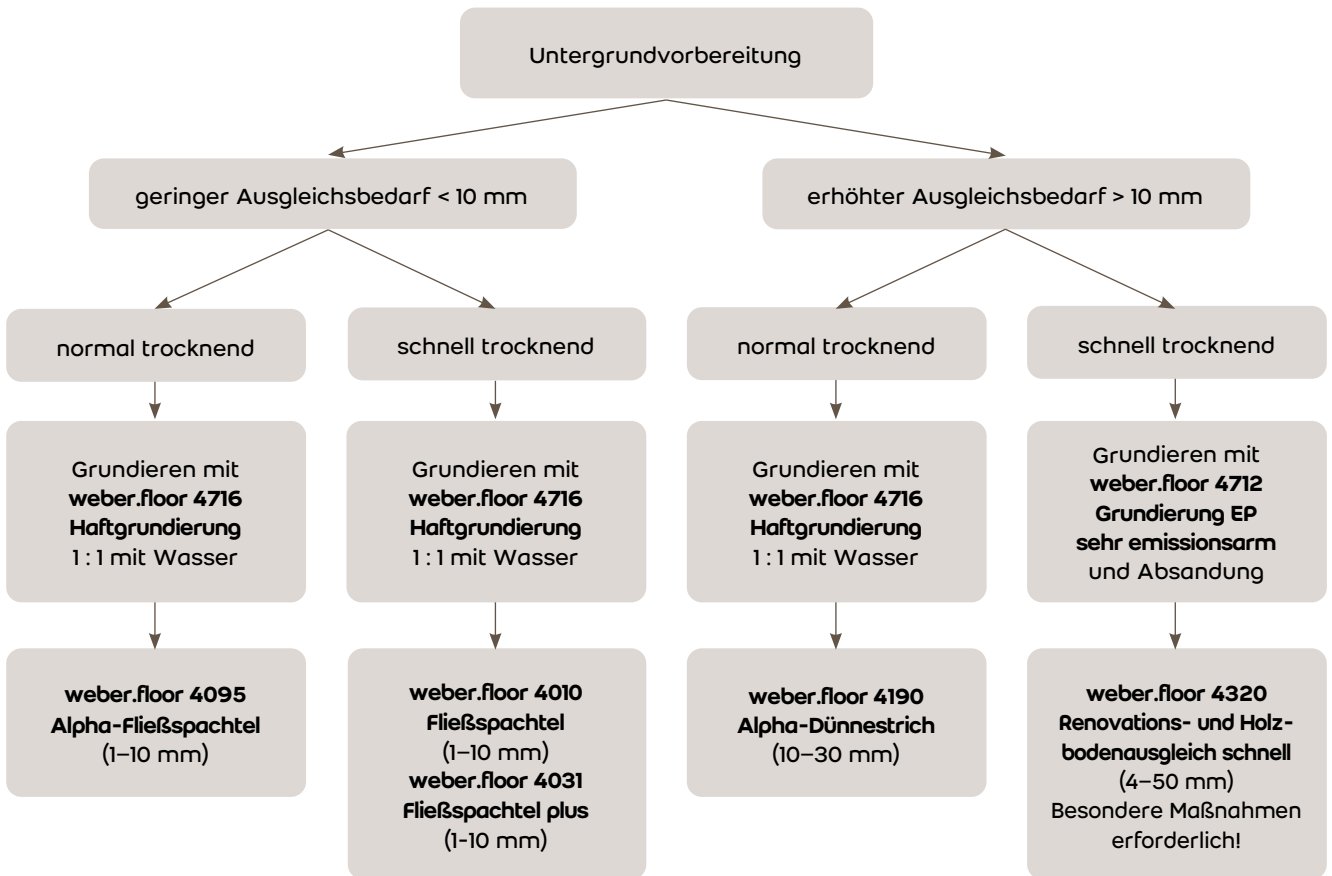 Untergrundvorbereitung
geringer Ausgleichsbedarf < 10 mm
erhöhter Ausgleichsbedarf > 10 mm
normal trocknend
schnell trocknend
normal trocknend
schnell trocknend
Grundieren mit
weber.floor 4716
Haftgrundierung
1 : 1 mit Wasser
Grundieren mit
weber.floor 4716
Haftgrundierung
1 : 1 mit Wasser
Grundieren mit
weber.floor 4716
Haftgrundierung
1 : 1 mit Wasser
Grundieren mit
weber.floor 4712
Grundierung EP
sehr emissionsarm
und Absandung
weber.floor 4095
Alpha-Fließspachtel
(1–10 mm)
weber.floor 4010
Fließspachtel
(1–10 mm)
weber.floor 4031
Fließspachtel plus
(1-10 mm)
weber.floor 4190
Alpha-Dünnestrich
(10–30 mm)
weber.floor 4320
Renovations- und Holz-
bodenausgleich schnell
(4–50 mm)
Besondere Maßnahmen
erforderlich!